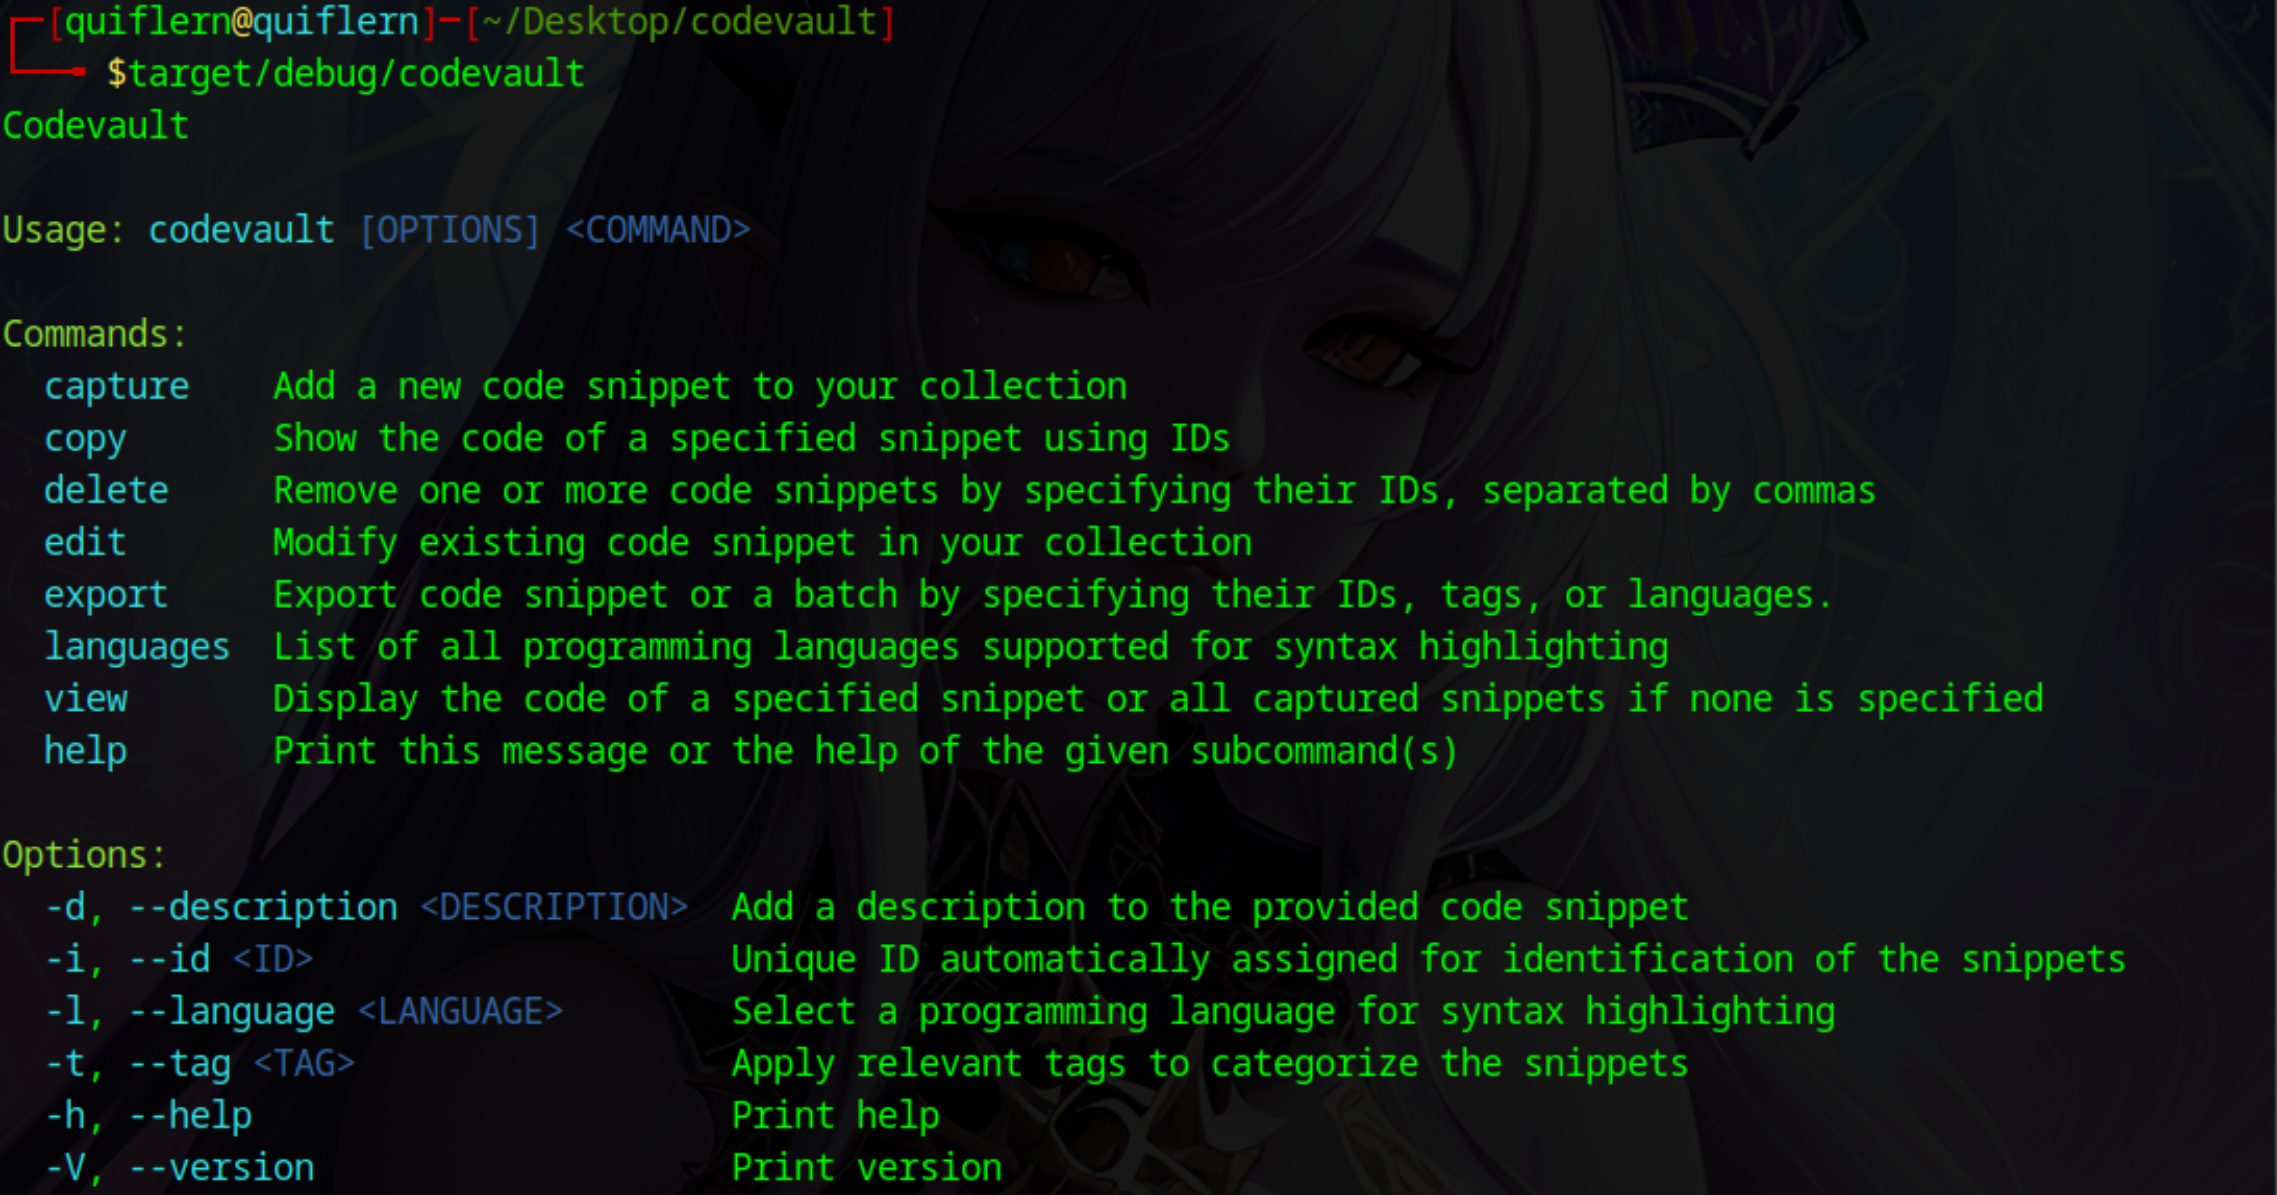 [quiflern@quiflern]─[~/Desktop/codevault]
$target/debug/codevault
Codevault
Usage: codevault [OPTIONS] <COMMAND>
Commands:
capture Add a new code snippet to your collection
copy Show the code of a specified snippet using IDs
delete Remove one or more code snippets by specifying their IDs, separated by commas
edit Modify existing code snippet in your collection
export Export code snippet or a batch by specifying their IDs, tags, or languages.
languages List of all programming languages supported for syntax highlighting
view Display the code of a specified snippet or all captured snippets if none is specified
help Print this message or the help of the given subcommand(s)
Options:
-d, --description <DESCRIPTION> Add a description to the provided code snippet
-i, --id <ID> Unique ID automatically assigned for identification of the snippets
-l, --language <LANGUAGE> Select a programming language for syntax highlighting
-t, --tag <TAG> Apply relevant tags to categorize the snippets
-h, --help Print help
-V, --version Print version